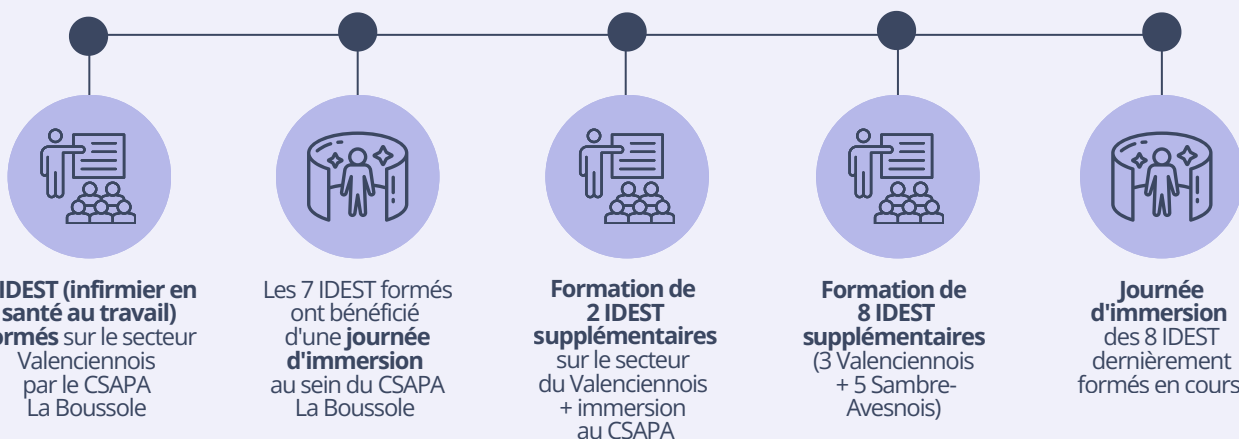 IDEST (infirmier en
santé au travail)
ormés sur le secteur
Valenciennois
par le CSAPA
La Boussole
Les 7 IDEST formés
ont bénéficié
d'une journée
d'immersion
au sein du CSAPA
La Boussole
Formation de
2 IDEST
supplémentaires
sur le secteur
du Valenciennois
+ immersion
au CSAPA
Formation de
8 IDEST
supplémentaires
(3 Valenciennois
+ 5 Sambre-
Avesnois)
Journée
d'immersion
des 8 IDEST
dernièrement
formés en cours